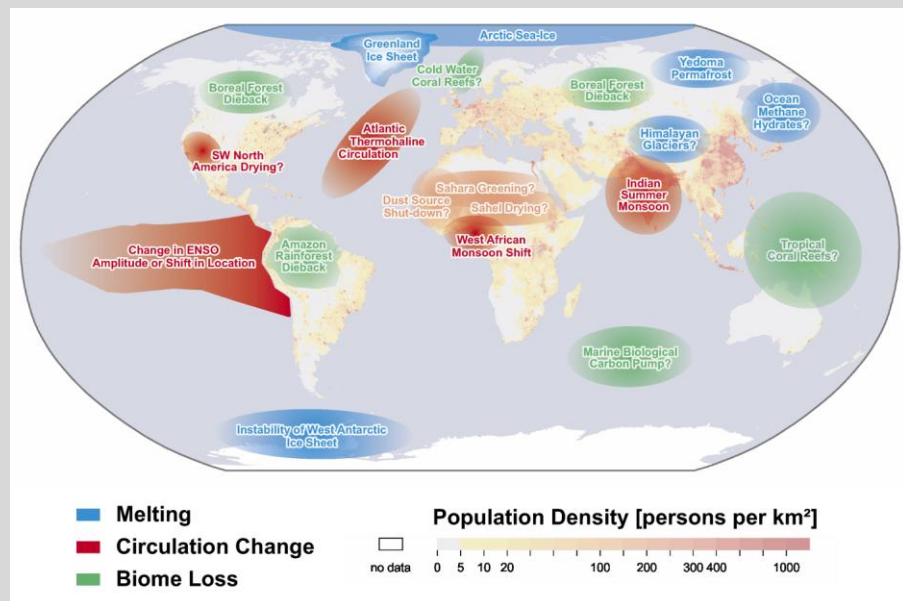 Arctic Sea-Ice
Greenland
Ice Sheet
Cold Water
Coral Reefs?
Yedoma
Permafrost
Boreal Forest
Dieback
Boreal Forest
Dieback
Ocean
Methane
Hydrates?
Atlantic
Thermohaline
Circulation
Himalayan
Glaciers?
SW North
America Drying?
Sahara Greening?
Dust Source
Shut-down?
Sahel Drying?
Indian
Summer
Monsoon
Change in ENSO
Amplitude or Shift in Location
Amazon
Rainforest
Dieback
West African
Monsoon Shift
Tropical
Coral Reefs?
Marine Biological
Carbon Pump?
Instability of West Antarctic
Ice Sheet
Melting
Circulation Change
Biome Loss
Population Density [persons per km²]
no data
0 5 10 20 100 200 300 400 1000